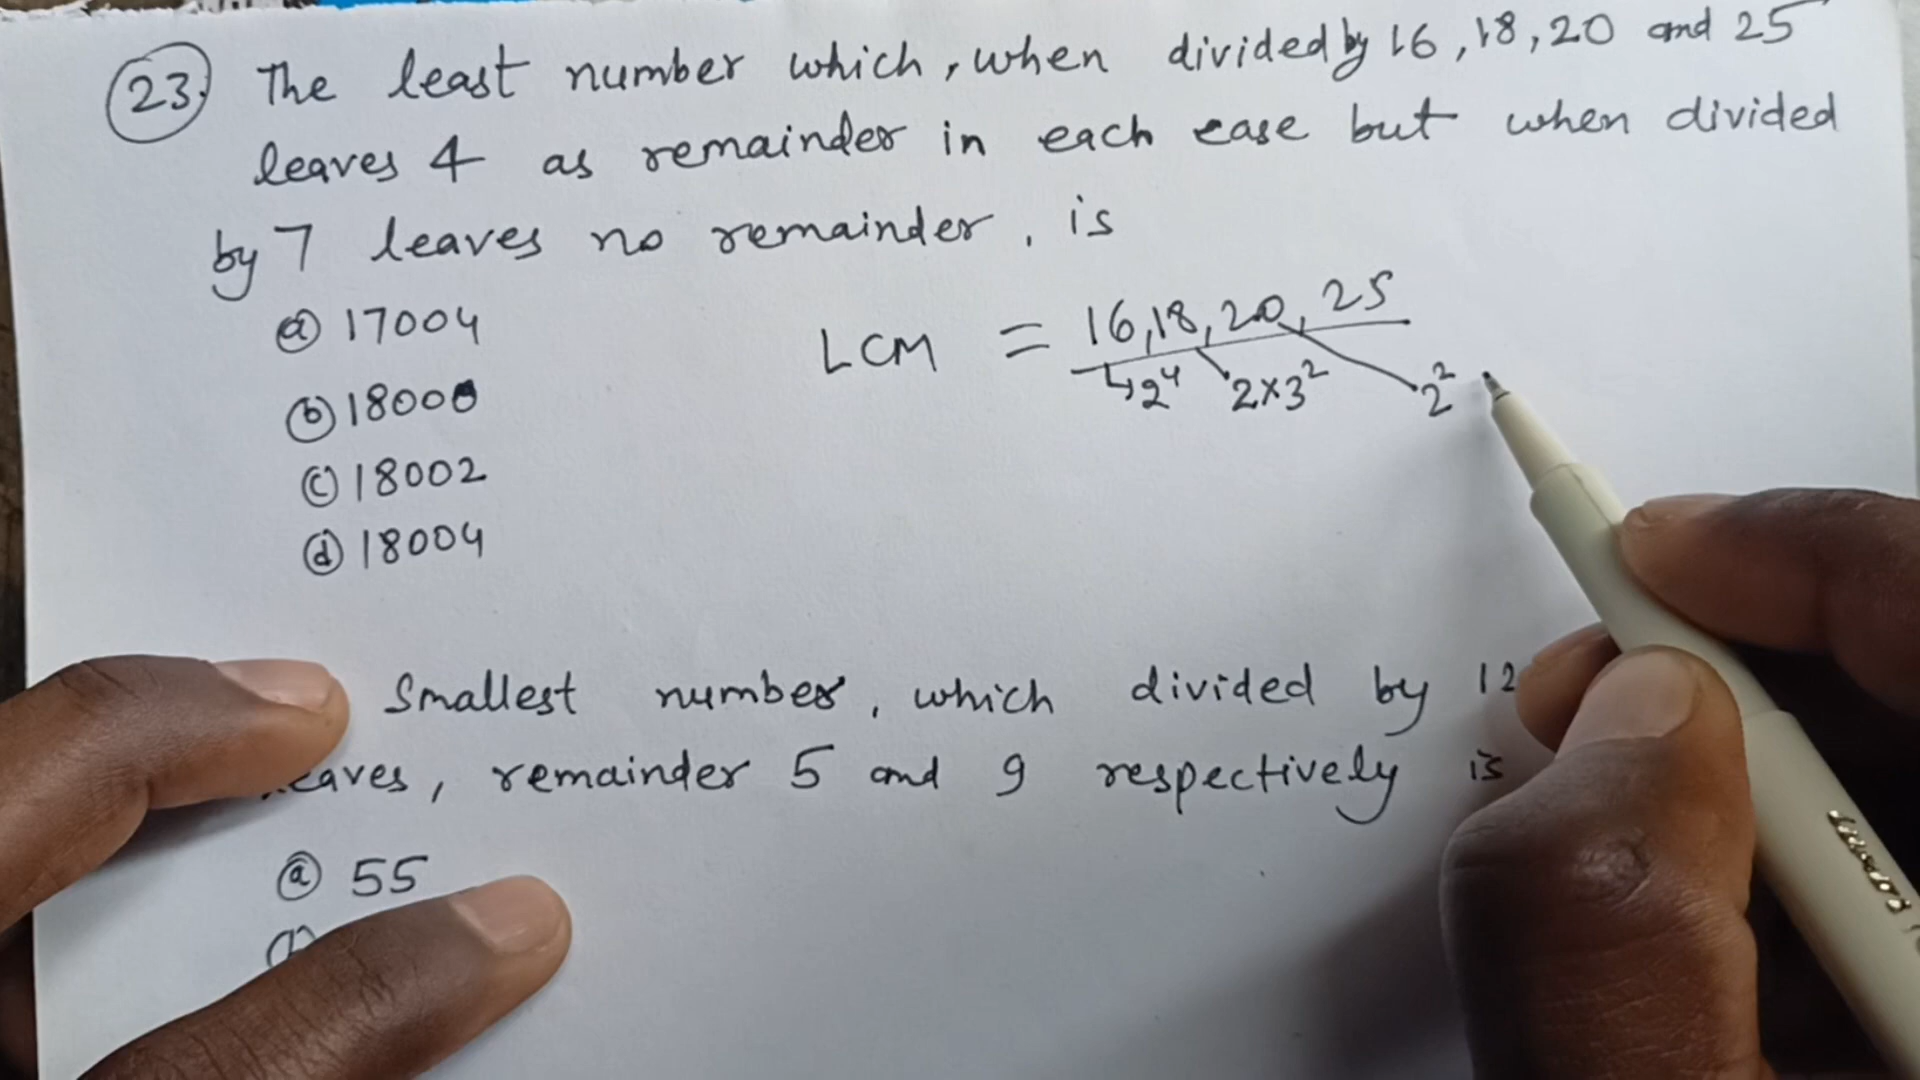 23. The least number which, when divided by 16, 18, 20 and 25
leaves 4 as remainder in each case but when divided
by 7 leaves no remainder, is
(a) 17004
(b) 18000
(c) 18002
(d) 18004
LCM = 16, 18, 20, 25
2⁴ 2×3² 2²
Smallest number, which divided by 12
leaves, remainder 5 and 9 respectively is
(a) 55